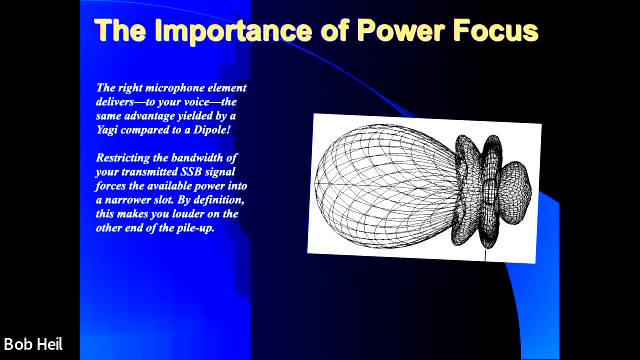 The Importance of Power Focus
The right microphone element
delivers—to your voice—the
same advantage yielded by a
Yagi compared to a Dipole!
Restricting the bandwidth of
your transmitted SSB signal
forces the available power into
a narrower slot. By definition,
this makes you louder on the
other end of the pile-up.
Bob Heil